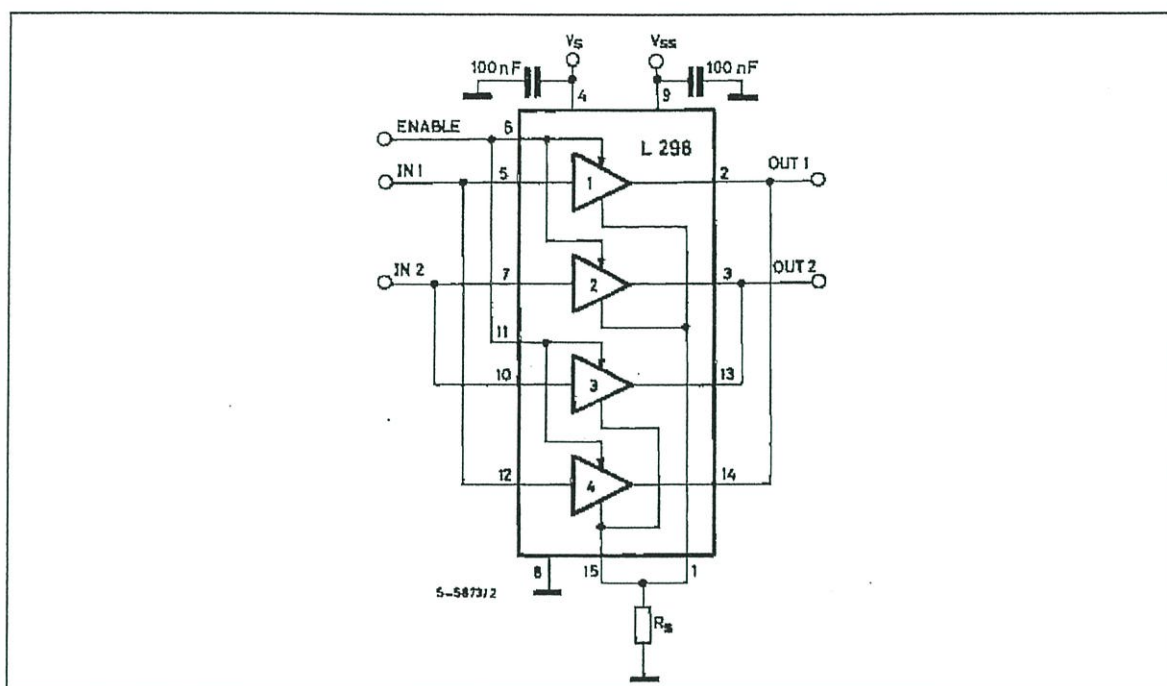 Vs Vss
100 nF 100 nF
4 9
ENABLE 6 L 298
IN 1 5 1 2 OUT 1
IN 2 7 2 3 OUT 2
11
10 3 13
12 4 14
8 15 1
S-5873/2
Rs